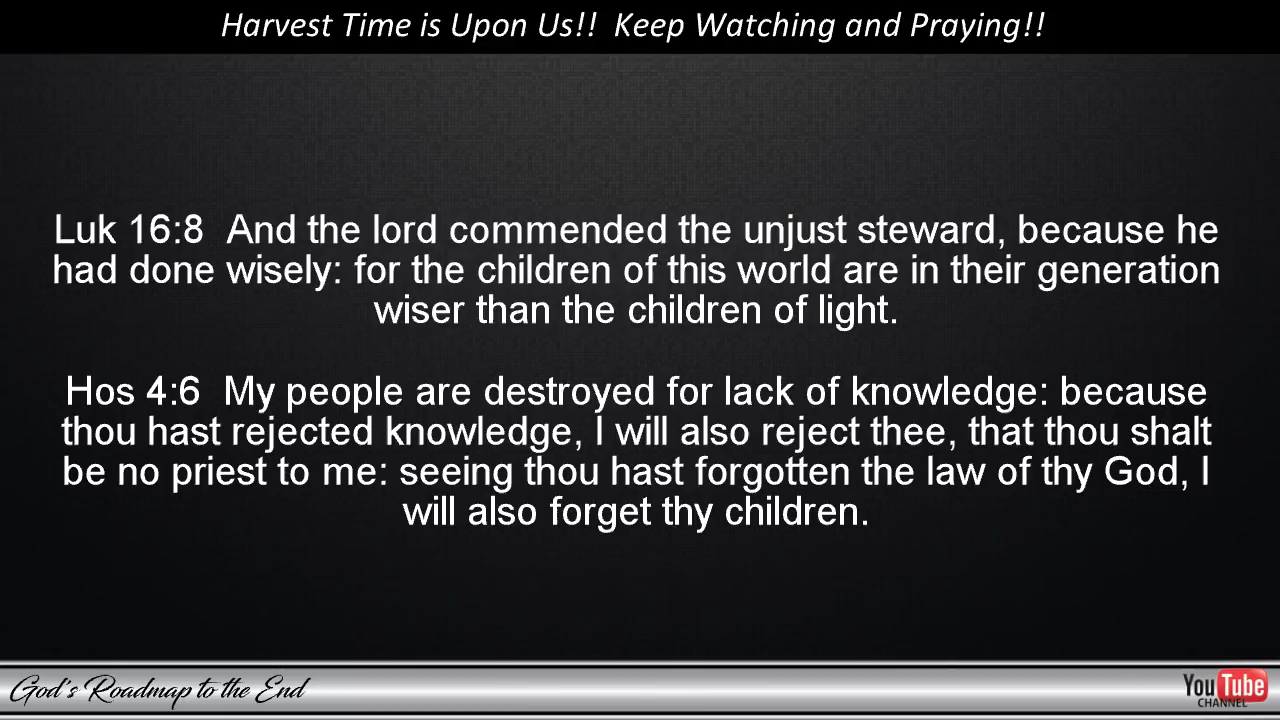 Harvest Time is Upon Us!!  Keep Watching and Praying!!
Luk 16:8  And the lord commended the unjust steward, because he
had done wisely: for the children of this world are in their generation
wiser than the children of light.
Hos 4:6  My people are destroyed for lack of knowledge: because
thou hast rejected knowledge, I will also reject thee, that thou shalt
be no priest to me: seeing thou hast forgotten the law of thy God, I
will also forget thy children.
God's Roadmap to the End
YouTube
CHANNEL